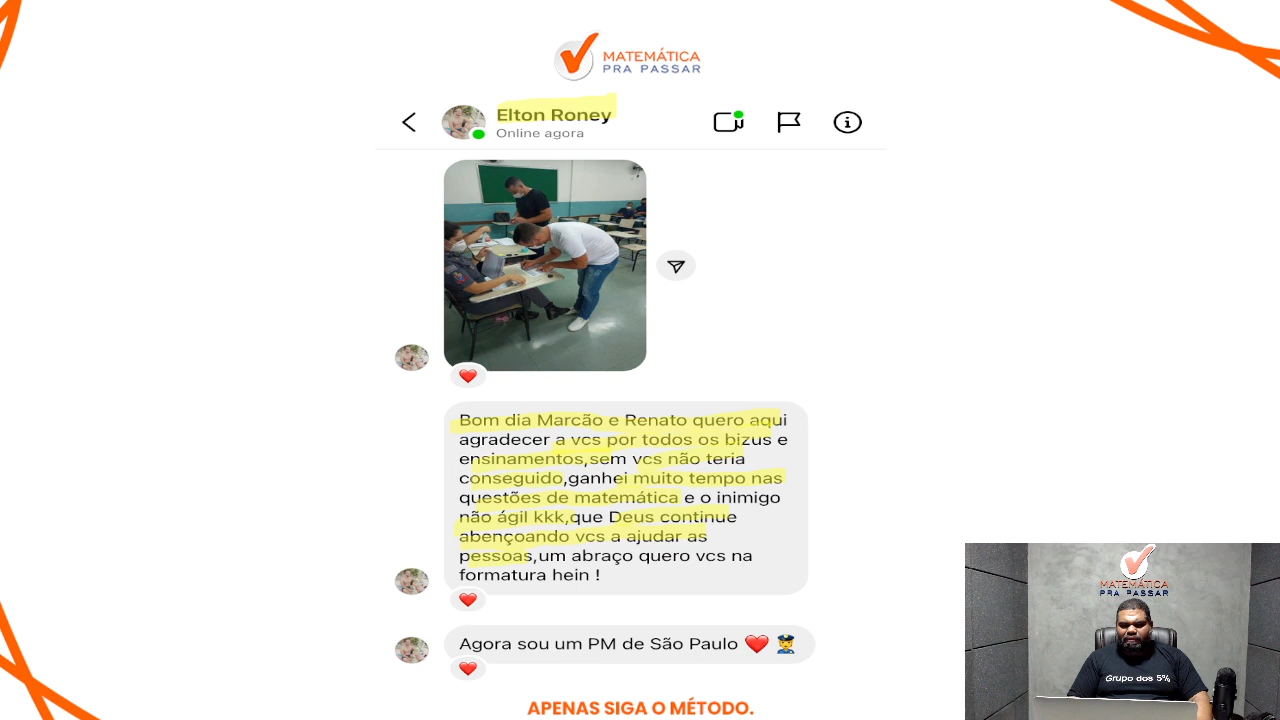 MATEMÁTICA
PRA PASSAR
Elton Roney
Online agora
Bom dia Marcão e Renato quero aqui
agradecer a vcs por todos os bizus e
ensinamentos,sem vcs não teria
conseguido,ganhei muito tempo nas
questões de matemática e o inimigo
não ágil kkk,que Deus continue
abençoando vcs a ajudar as
pessoas,um abraço quero vcs na
formatura hein !
Agora sou um PM de São Paulo ❤️ 👮
APENAS SIGA O MÉTODO.
MATEMÁTICA
PRA PASSAR
Grupo dos 5%